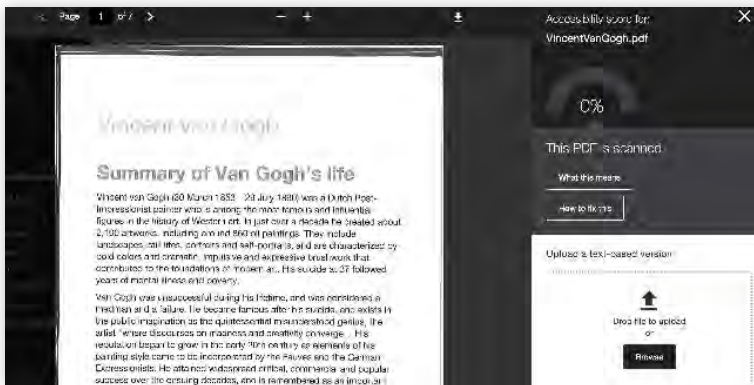 Page 1 of 7
Accessibility score for:
VincentVanGogh.pdf
0%
This PDF is scanned
What this means
How to fix this
Upload a text-based version
Drop file to upload
or
Browse
Vincent van Gogh
Summary of Van Gogh's life
Vincent van Gogh (30 March 1853 – 29 July 1890) was a Dutch Post-
Impressionist painter who is among the most famous and influential
figures in the history of Western art. In just over a decade he created about
2,100 artworks, including around 860 oil paintings. They include
landscapes, still lifes, portraits and self-portraits, and are characterized by
bold colors and dramatic, impulsive and expressive brushwork that
contributed to the foundations of modern art. His suicide at 37 followed
years of mental illness and poverty.
Van Gogh was unsuccessful during his lifetime, and was considered a
madman and a failure. He became famous after his suicide, and exists in
the public imagination as the quintessential misunderstood genius, the
artist "where discourses on madness and creativity converge". His
reputation began to grow in the early 20th century as elements of his
painting style came to be incorporated by the Fauves and the German
Expressionists. He attained widespread critical, commercial and popular
success over the ensuing decades, and is remembered as an important